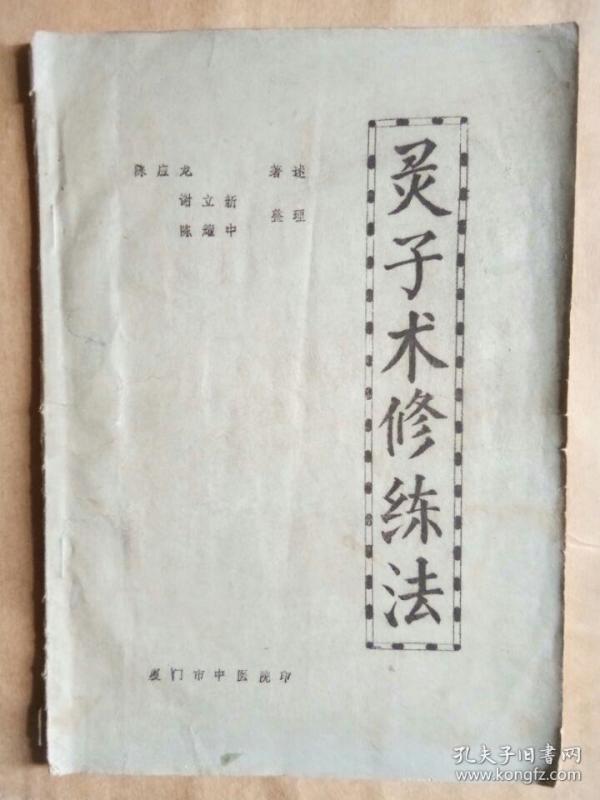 灵子术修练法
陈应龙 著述
谢立新
陈耀中 整理
厦门市中医院印
孔夫子旧书网
www.kongfz.com